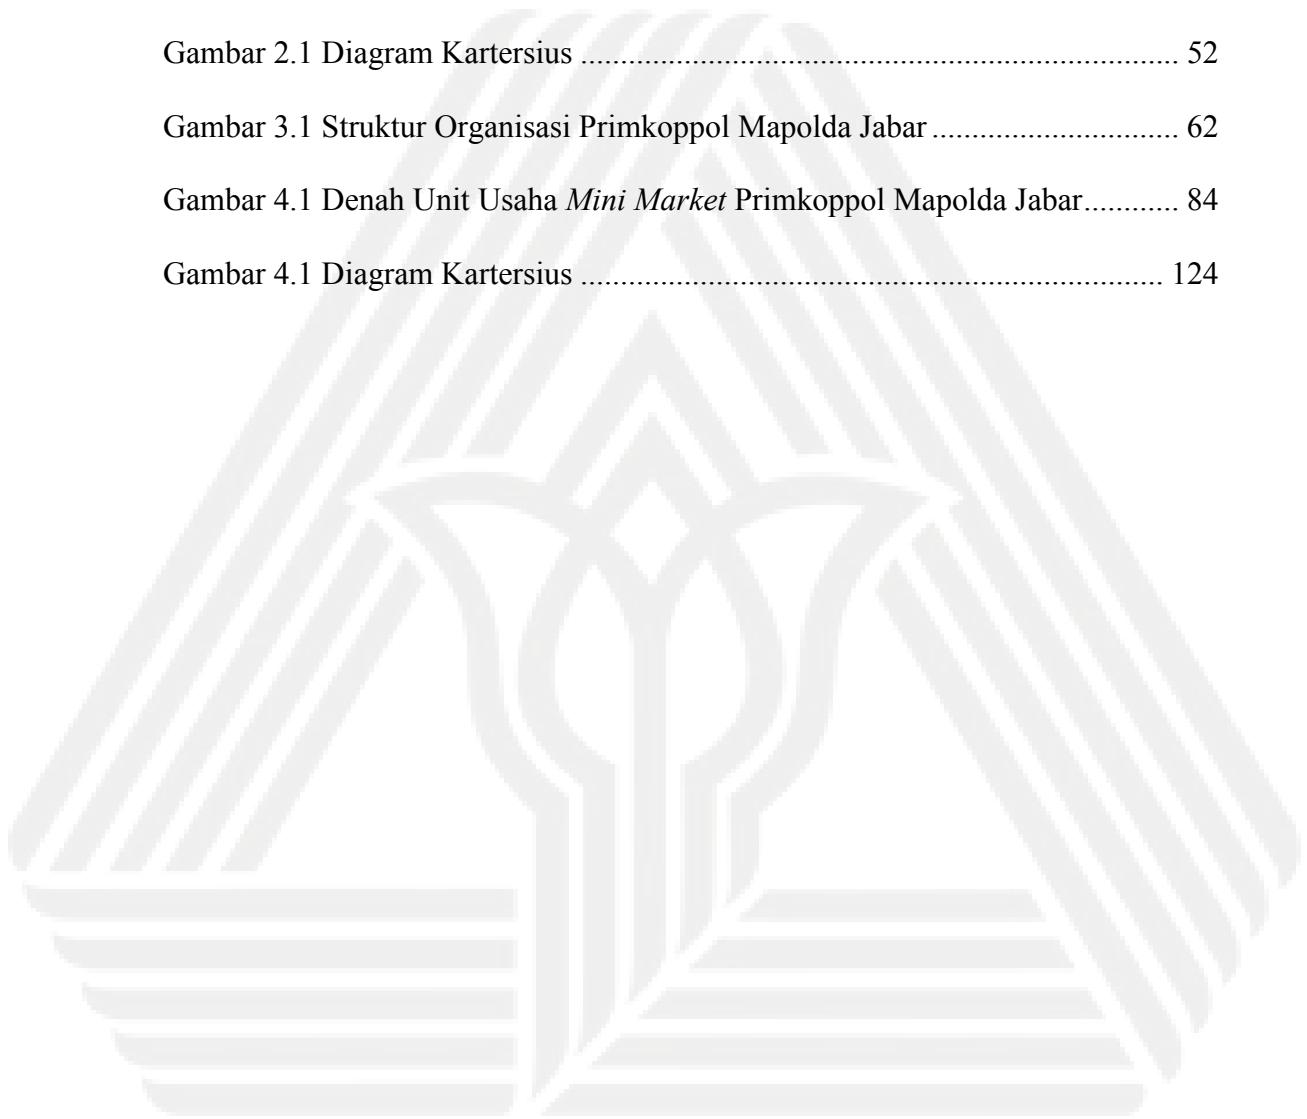 Gambar 2.1 Diagram Kartersius ........................................................................... 52
Gambar 3.1 Struktur Organisasi Primkoppol Mapolda Jabar ............................... 62
Gambar 4.1 Denah Unit Usaha Mini Market Primkoppol Mapolda Jabar............ 84
Gambar 4.1 Diagram Kartersius ......................................................................... 124